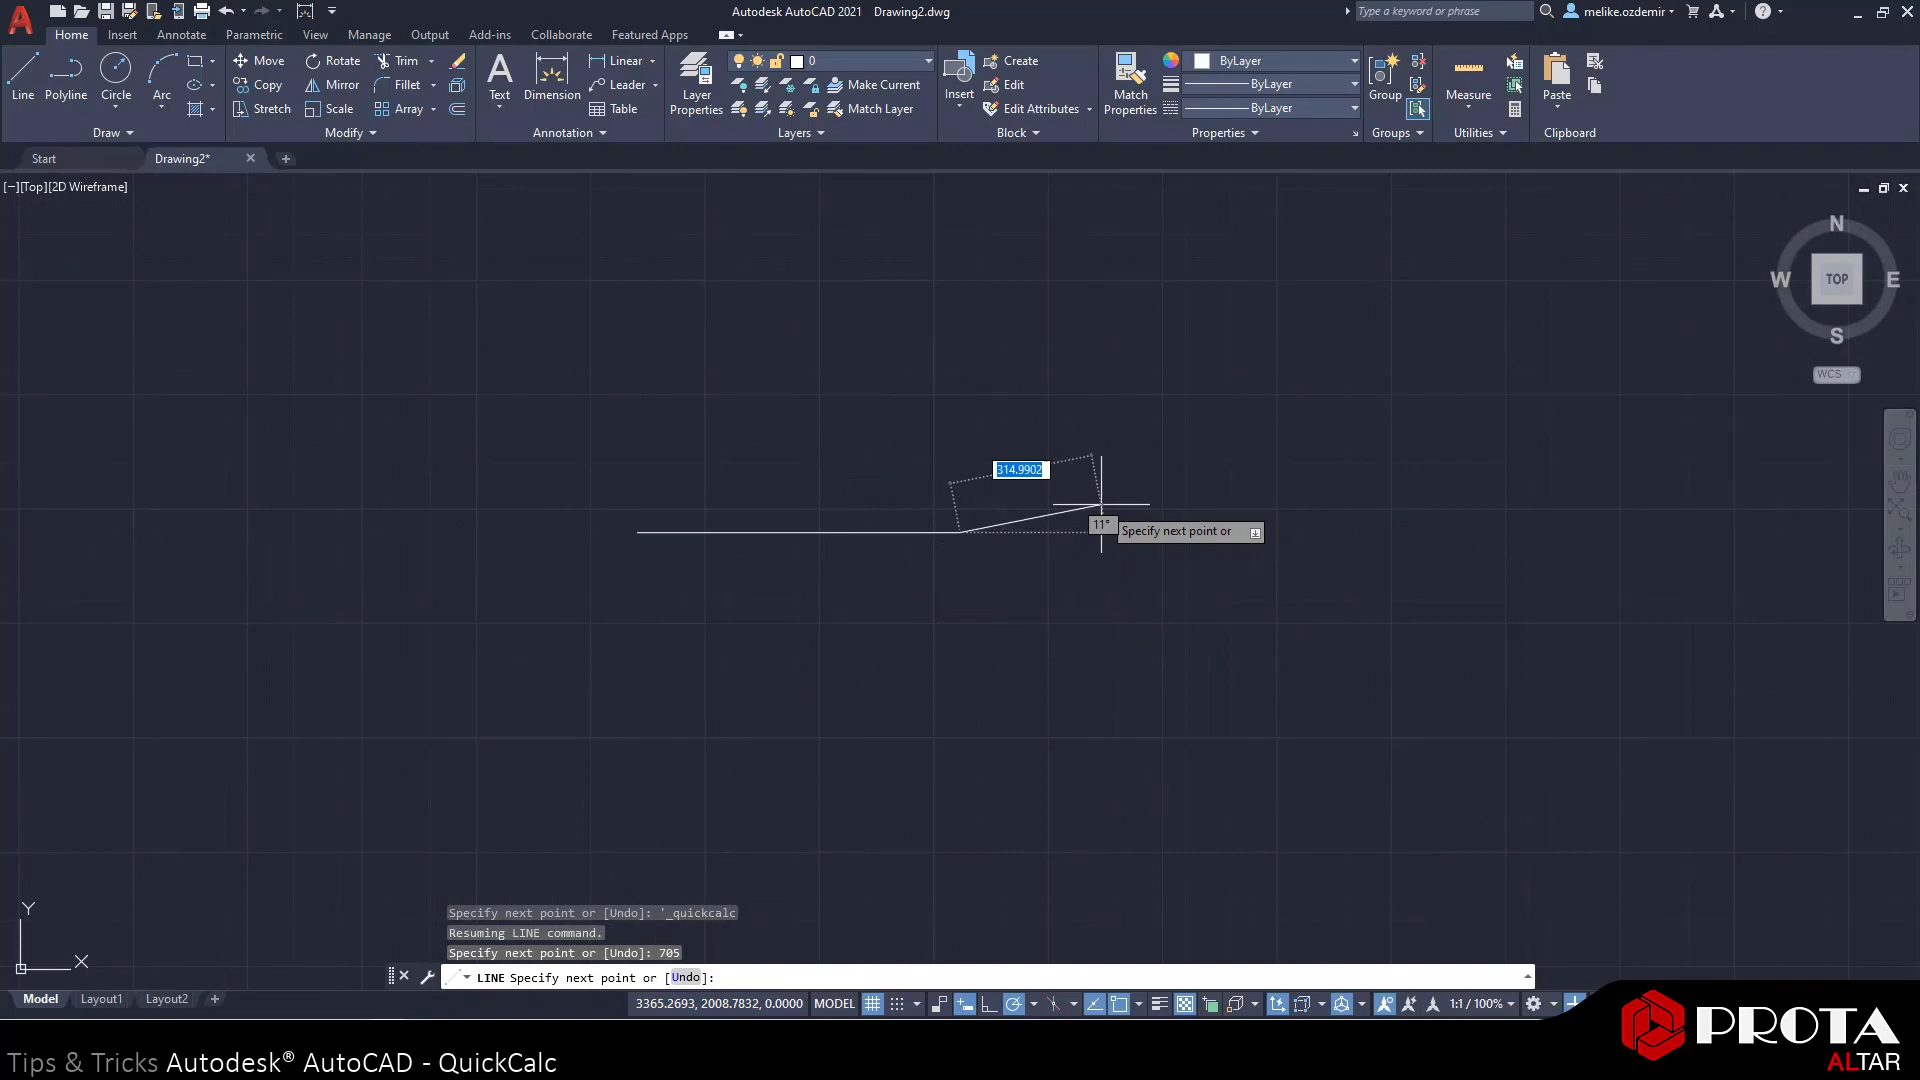 Autodesk AutoCAD 2021 Drawing2.dwg
Type a keyword or phrase
melike.ozdemir
Home Insert Annotate Parametric View Manage Output Add-ins Collaborate Featured Apps
Line Polyline Circle Arc
Move Rotate Trim
Copy Mirror Fillet
Stretch Scale Array
Text Dimension
Linear
Leader
Table
Layer Properties
0
Make Current
Match Layer
Insert
Create
Edit
Edit Attributes
Match Properties
ByLayer
ByLayer
ByLayer
Group
Measure
Paste
Draw Modify Annotation Layers Block Properties Groups Utilities Clipboard
Start Drawing2*
[−][Top][2D Wireframe]
N
W TOP E
S
WCS
314.9902
11°
Specify next point or
Y
X
Specify next point or [Undo]: '_quickcalc
Resuming LINE command.
Specify next point or [Undo]: 705
LINE Specify next point or [Undo]:
Model Layout1 Layout2
3365.2693, 2008.7832, 0.0000 MODEL
1:1 / 100%
Tips & Tricks Autodesk® AutoCAD - QuickCalc
PROTA
ALTAR